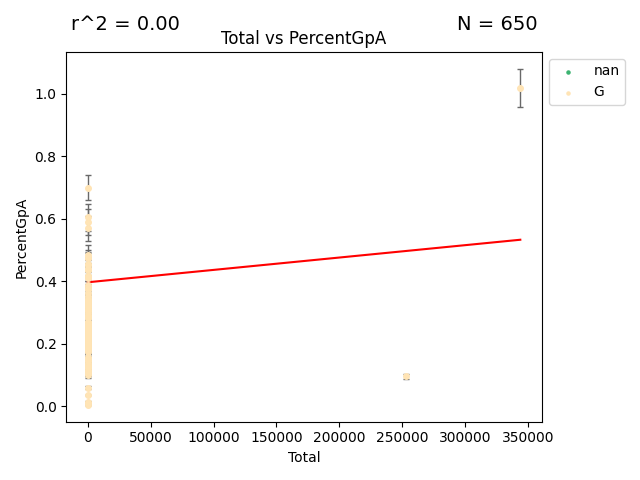 r^2 = 0.00
N = 650
Total vs PercentGpA
nan
G
PercentGpA
1.0
0.8
0.6
0.4
0.2
0.0
0
50000
100000
150000
200000
250000
300000
350000
Total